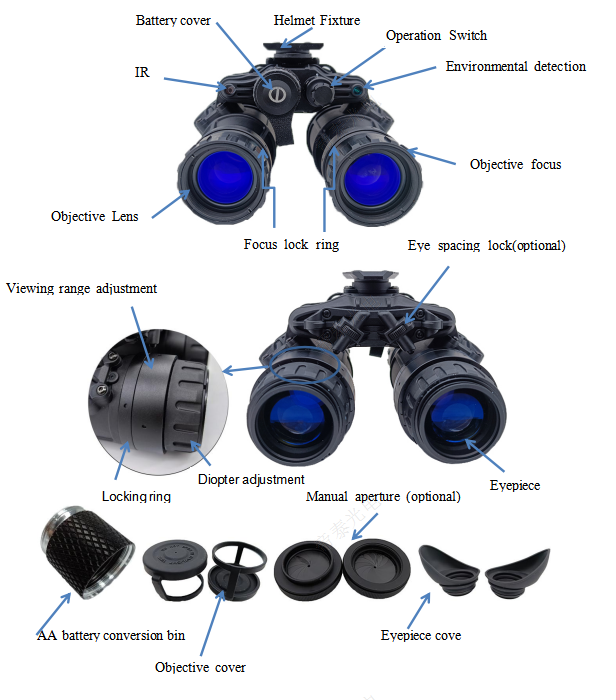 Battery cover
Helmet Fixture
Operation Switch
IR
Environmental detection
Objective focus
Objective Lens
Focus lock ring
Eye spacing lock(optional)
Viewing range adjustment
Diopter adjustment
Eyepiece
Locking ring
Manual aperture (optional)
AA battery conversion bin
Eyepiece cove
Objective cover